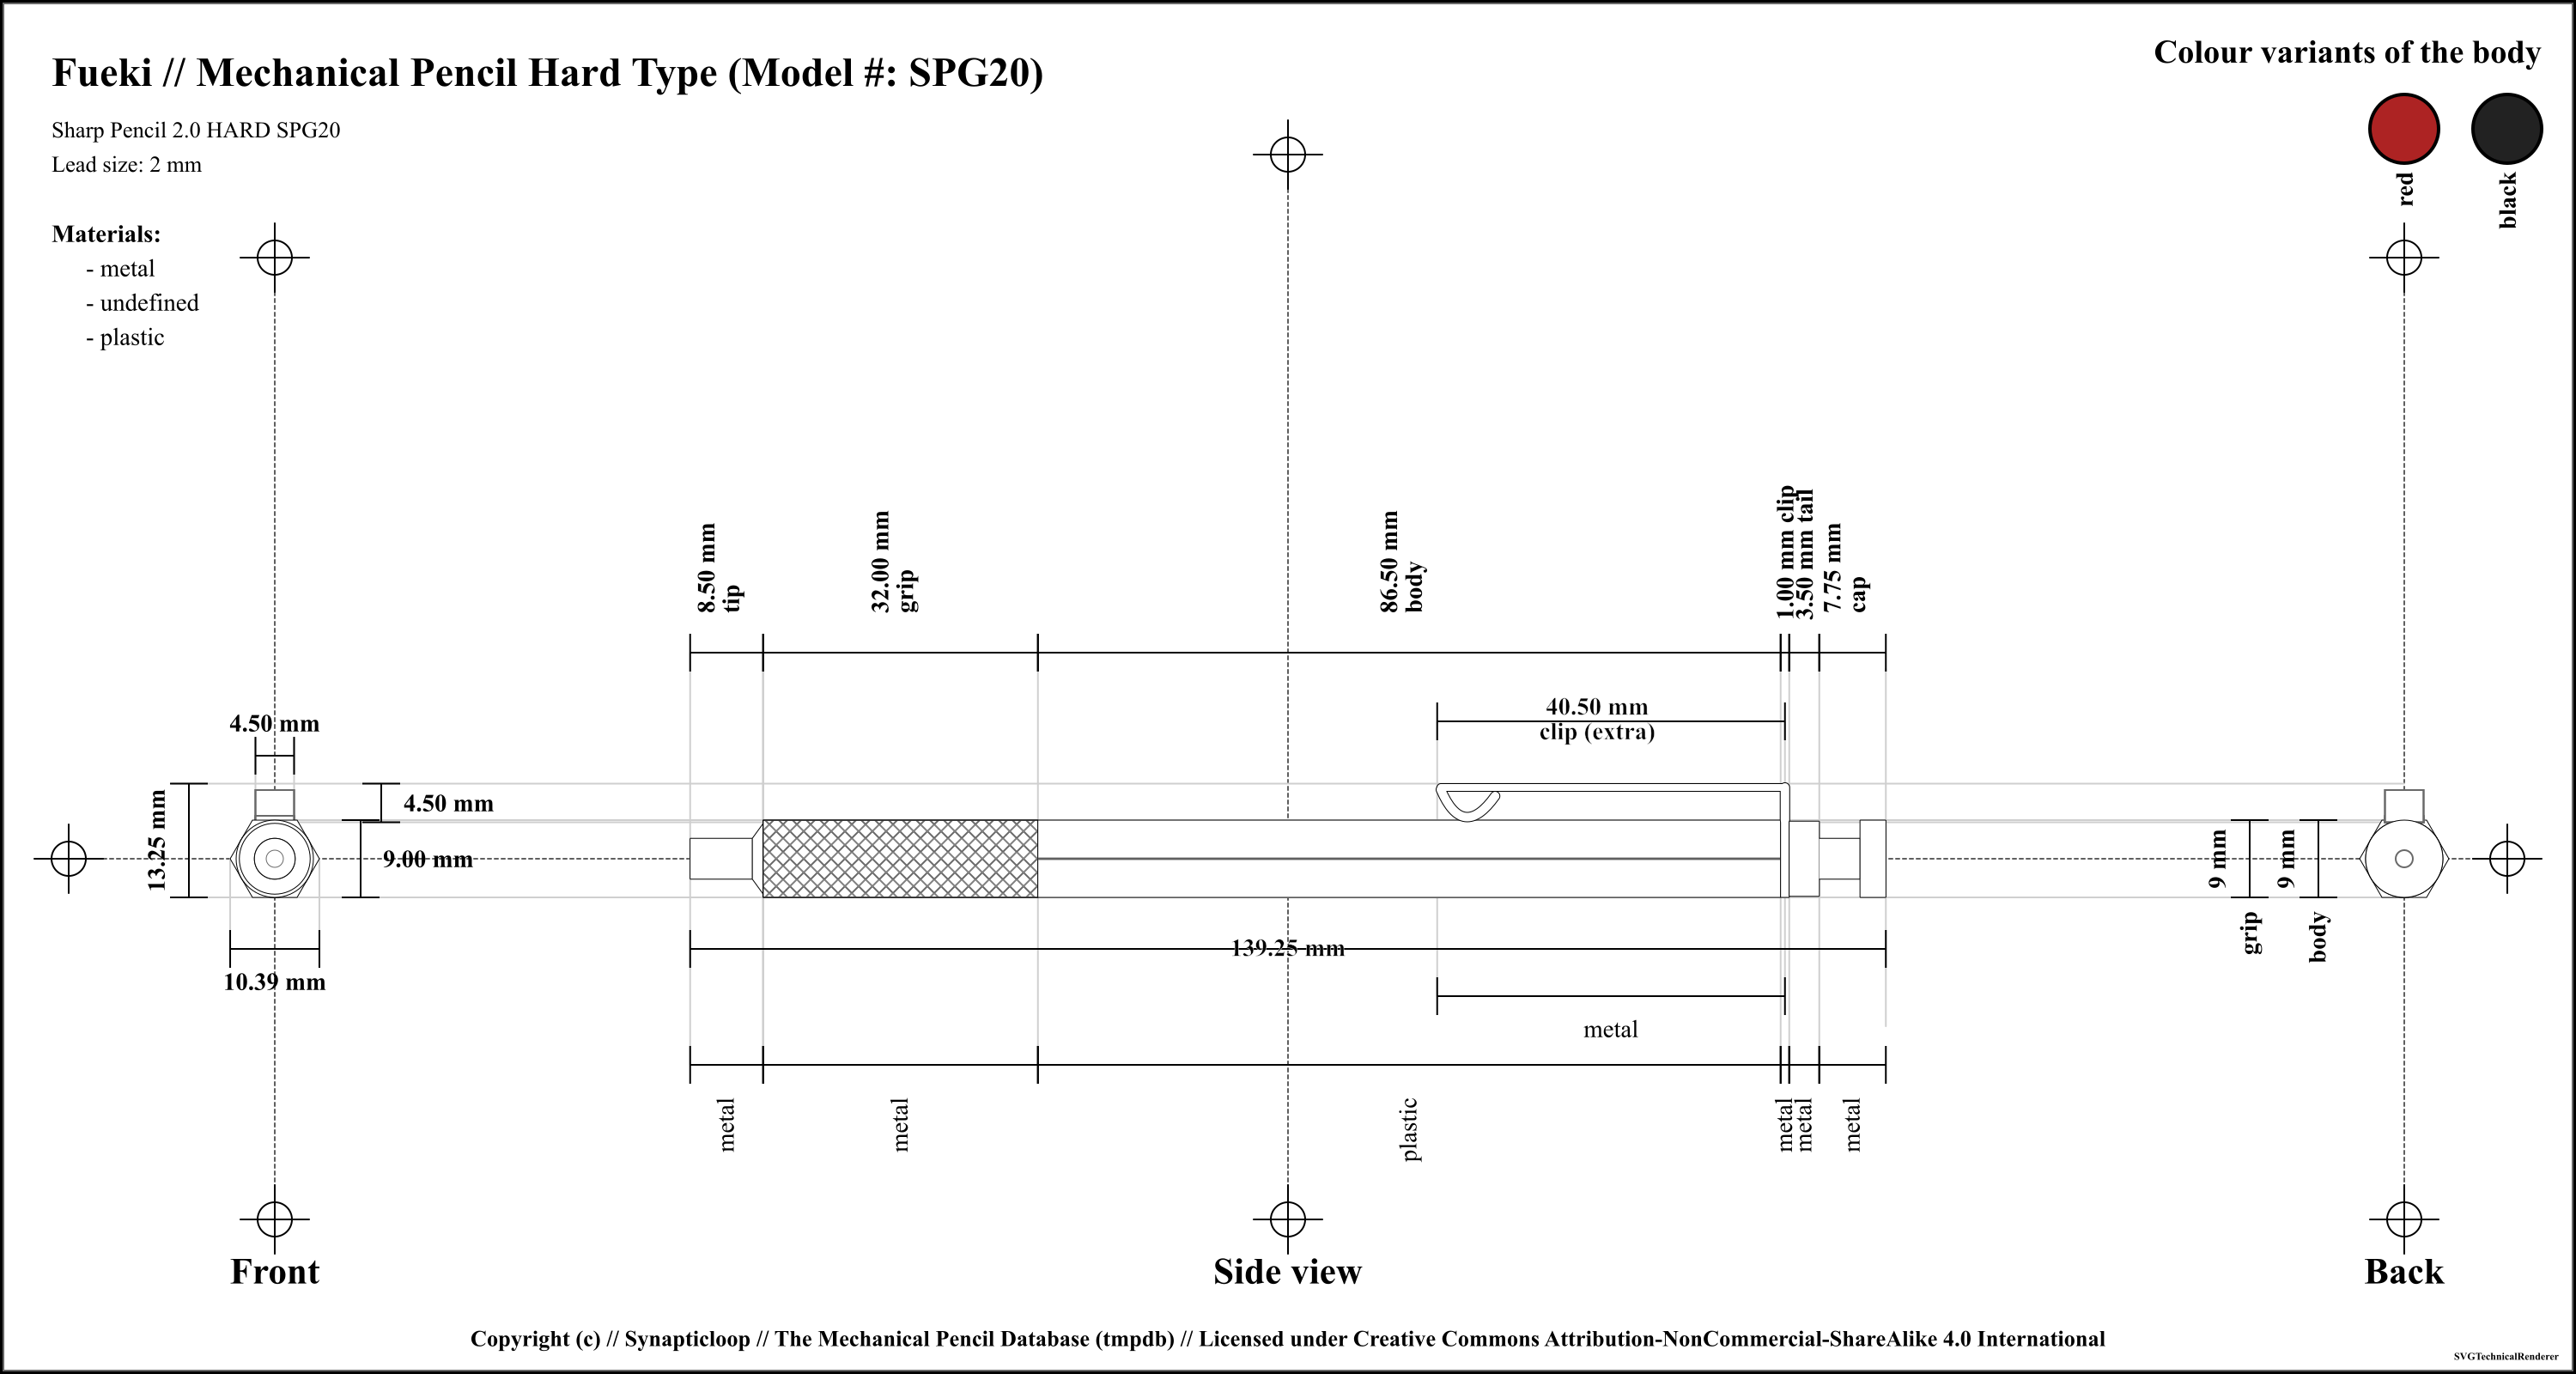 Fueki // Mechanical Pencil Hard Type (Model #: SPG20)
Colour variants of the body
Sharp Pencil 2.0 HARD SPG20
Lead size: 2 mm
red
black
Materials:
- metal
- undefined
- plastic
8.50 mm
tip
32.00 mm
grip
86.50 mm
body
1.00 mm clip
3.50 mm tail
7.75 mm
cap
40.50 mm
clip (extra)
4.50 mm
13.25 mm
4.50 mm
9.00 mm
10.39 mm
9 mm
grip
9 mm
body
139.25 mm
metal
metal
metal
plastic
metal
metal
metal
Front
Side view
Back
Copyright (c) // Synapticloop // The Mechanical Pencil Database (tmpdb) // Licensed under Creative Commons Attribution-NonCommercial-ShareAlike 4.0 International
SVGTechnicalRenderer